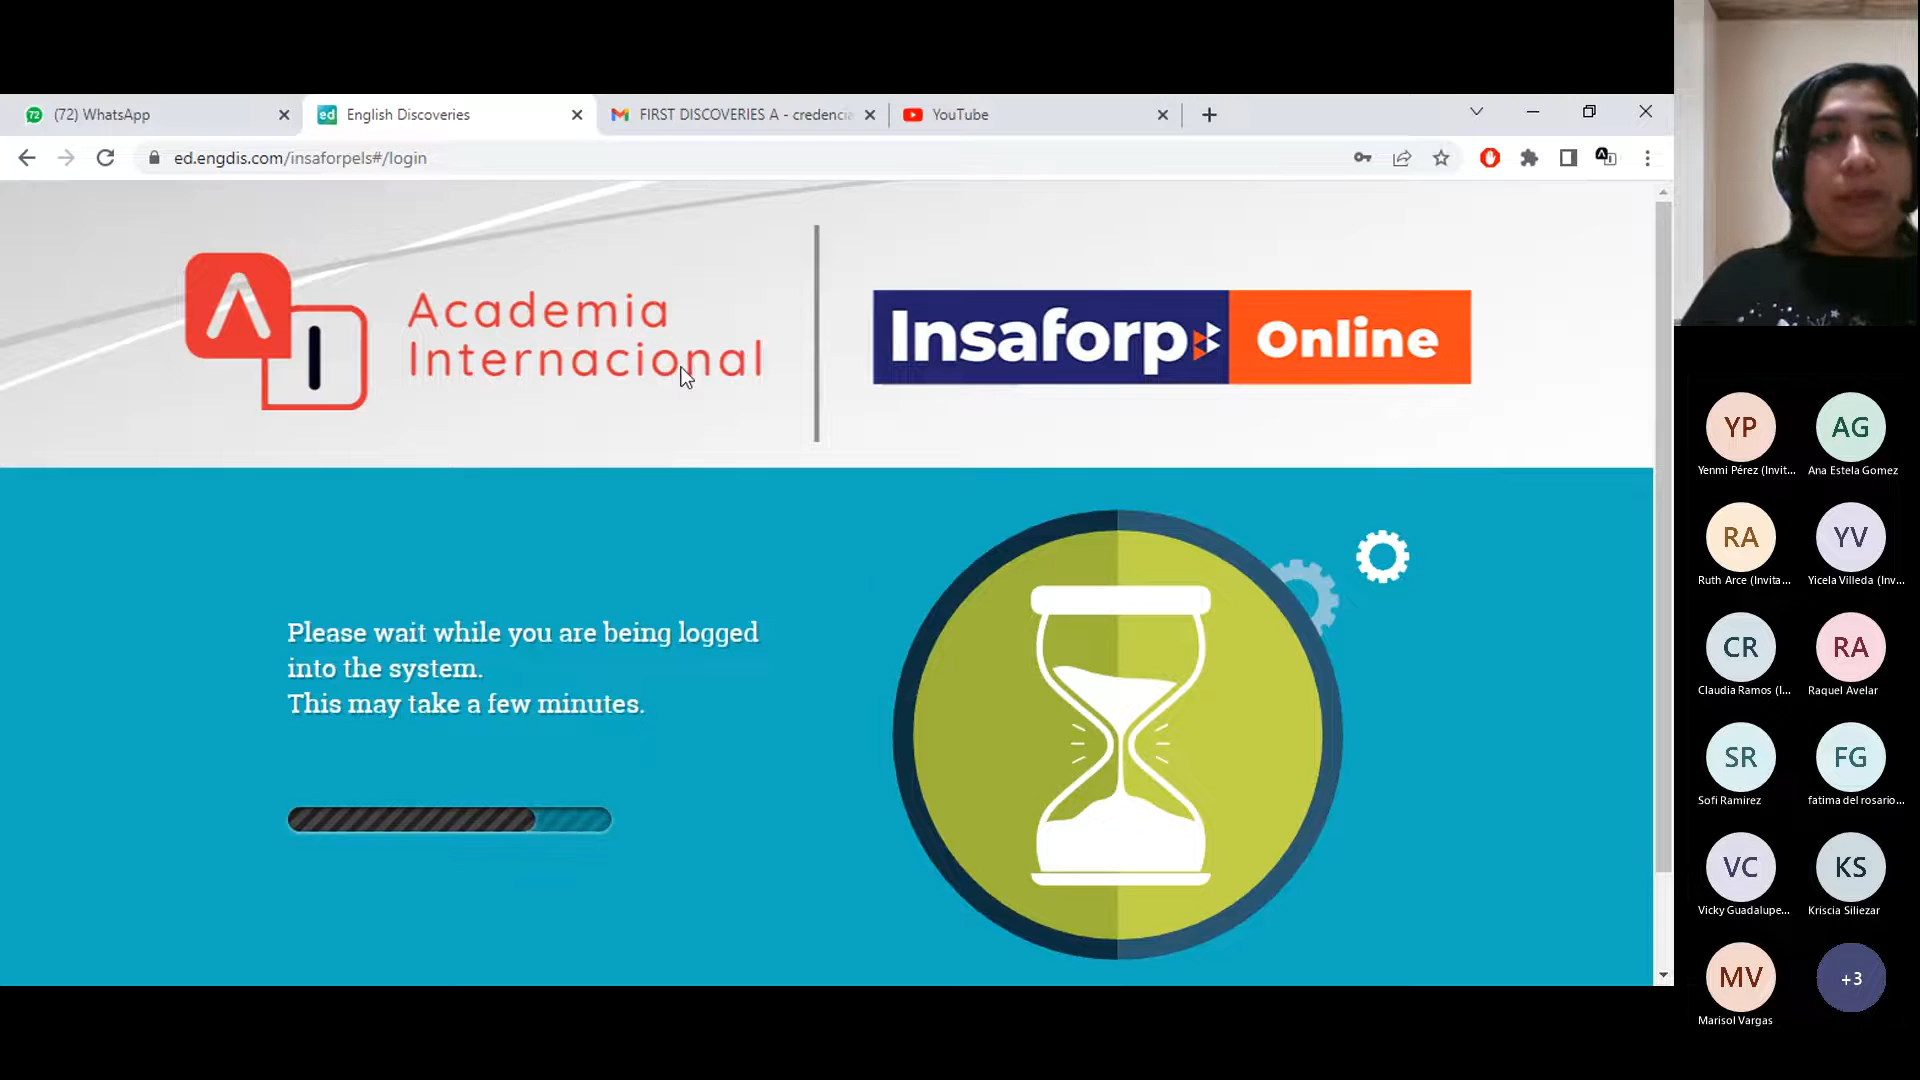 (72) WhatsApp
English Discoveries
FIRST DISCOVERIES A - credencia
YouTube
ed.engdis.com/insaforpels#/login
Academia
Internacional
Insaforp Online
Please wait while you are being logged
into the system.
This may take a few minutes.
YP
AG
Yenmi Pérez (Invit...
Ana Estela Gomez
RA
YV
Ruth Arce (Invita...
Yicela Villeda (Inv...
CR
RA
Claudia Ramos (I...
Raquel Avelar
SR
FG
Sofi Ramirez
fatima del rosario...
VC
KS
Vicky Guadalupe...
Kriscia Siliezar
MV
+3
Marisol Vargas